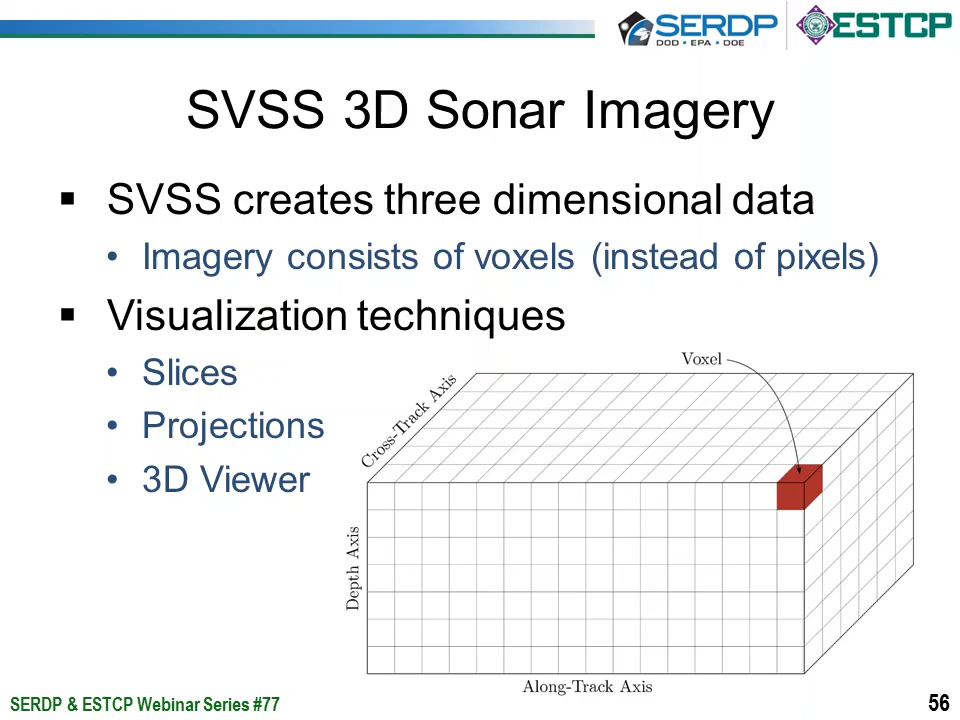 SERDP
DOD • EPA • DOE
ESTCP
SVSS 3D Sonar Imagery
▪ SVSS creates three dimensional data
• Imagery consists of voxels (instead of pixels)
▪ Visualization techniques
• Slices
• Projections
• 3D Viewer
Voxel
Cross-Track Axis
Depth Axis
Along-Track Axis
SERDP & ESTCP Webinar Series #77
56